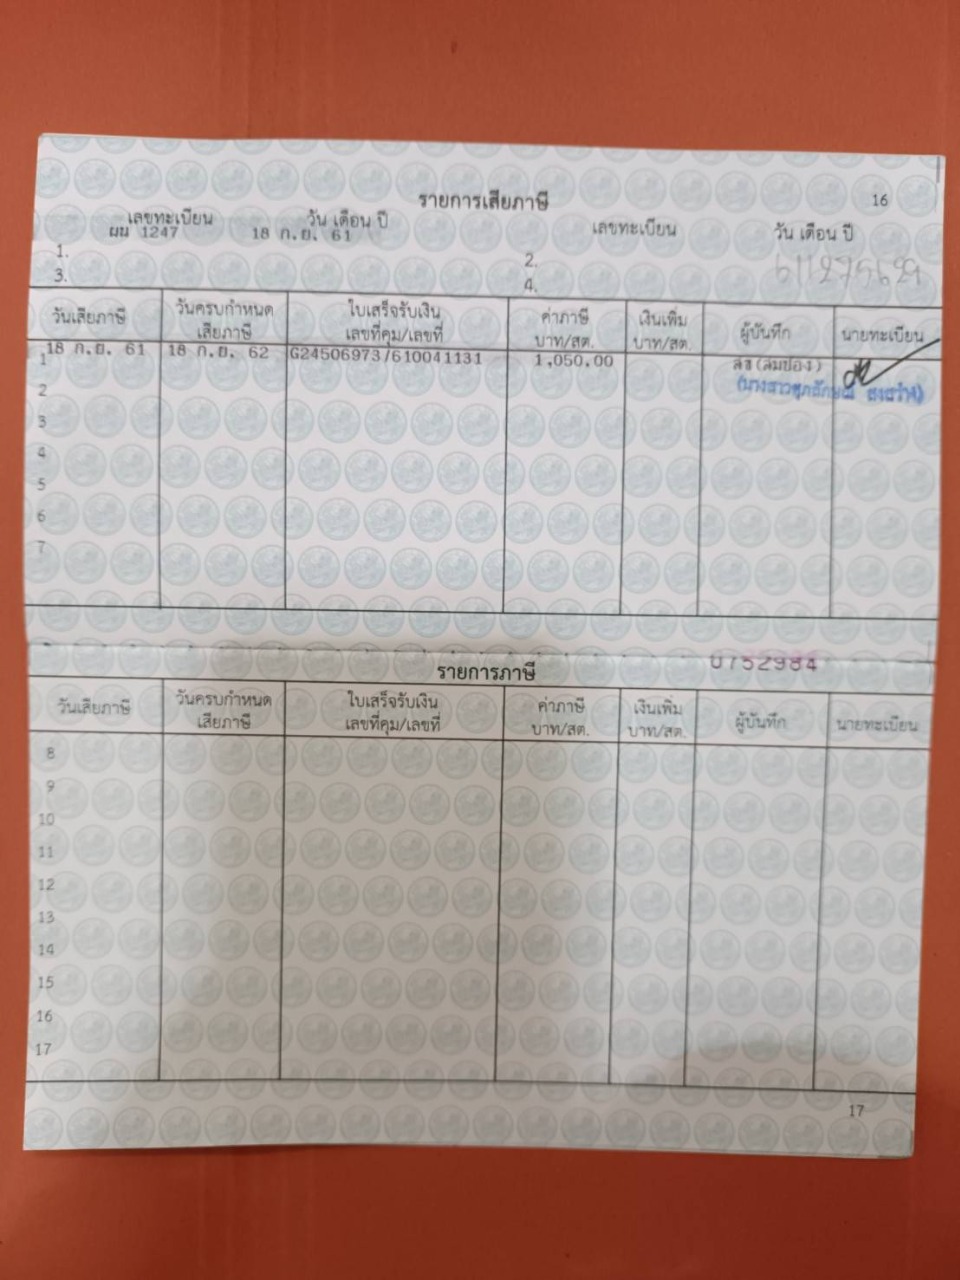 รายการเสียภาษี 16
เลขทะเบียน วัน เดือน ปี เลขทะเบียน วัน เดือน ปี
ผม 1247 18 ก.ย. 61
1. 2.
3. 4.
วันเสียภาษี วันครบกำหนด ใบเสร็จรับเงิน ค่าภาษี เงินเพิ่ม ผู้บันทึก นายทะเบียน
เสียภาษี เลขที่คุม/เลขที่ บาท/สต. บาท/สต.
1 18 ก.ย. 61 18 ก.ย. 62 G24506973/610041131 1,050.00
2
3
4
5
6
7
รายการภาษี 0752984
วันเสียภาษี วันครบกำหนด ใบเสร็จรับเงิน ค่าภาษี เงินเพิ่ม ผู้บันทึก นายทะเบียน
เสียภาษี เลขที่คุม/เลขที่ บาท/สต. บาท/สต.
8
9
10
11
12
13
14
15
16
17
17